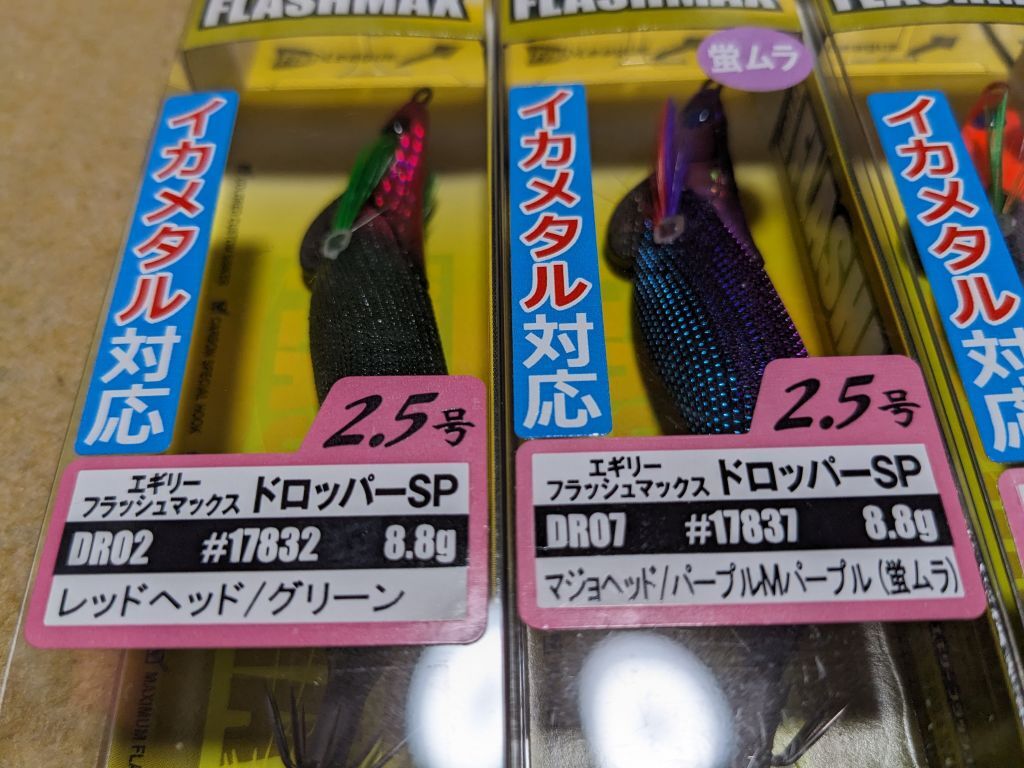 FLASHMAX
イカメタル対応
2.5号
エギリー
フラッシュマックス ドロッパーSP
DR02 #17832 8.8g
レッドヘッド/グリーン
MAXIMUM FLA
FLASHMAX
蛍ムラ
イカメタル対応
2.5号
エギリー
フラッシュマックス ドロッパーSP
DR07 #17837 8.8g
マジョヘッド/パープルMパープル(蛍ムラ)
イカメタル対応